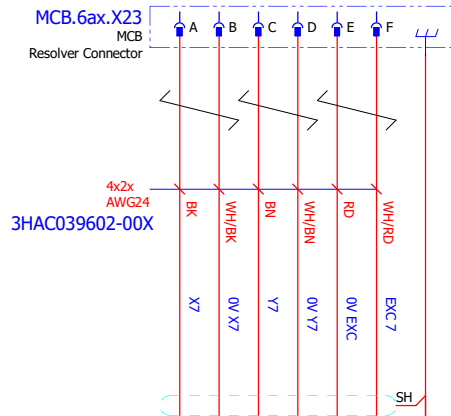 MCB.6ax.X23
MCB
Resolver Connector
A B C D E F
4x2x
AWG24
3HAC039602-00X
BK WH/BK BN WH/BN RD WH/RD
X7 0V X7 Y7 0V Y7 0V EXC EXC 7
SH